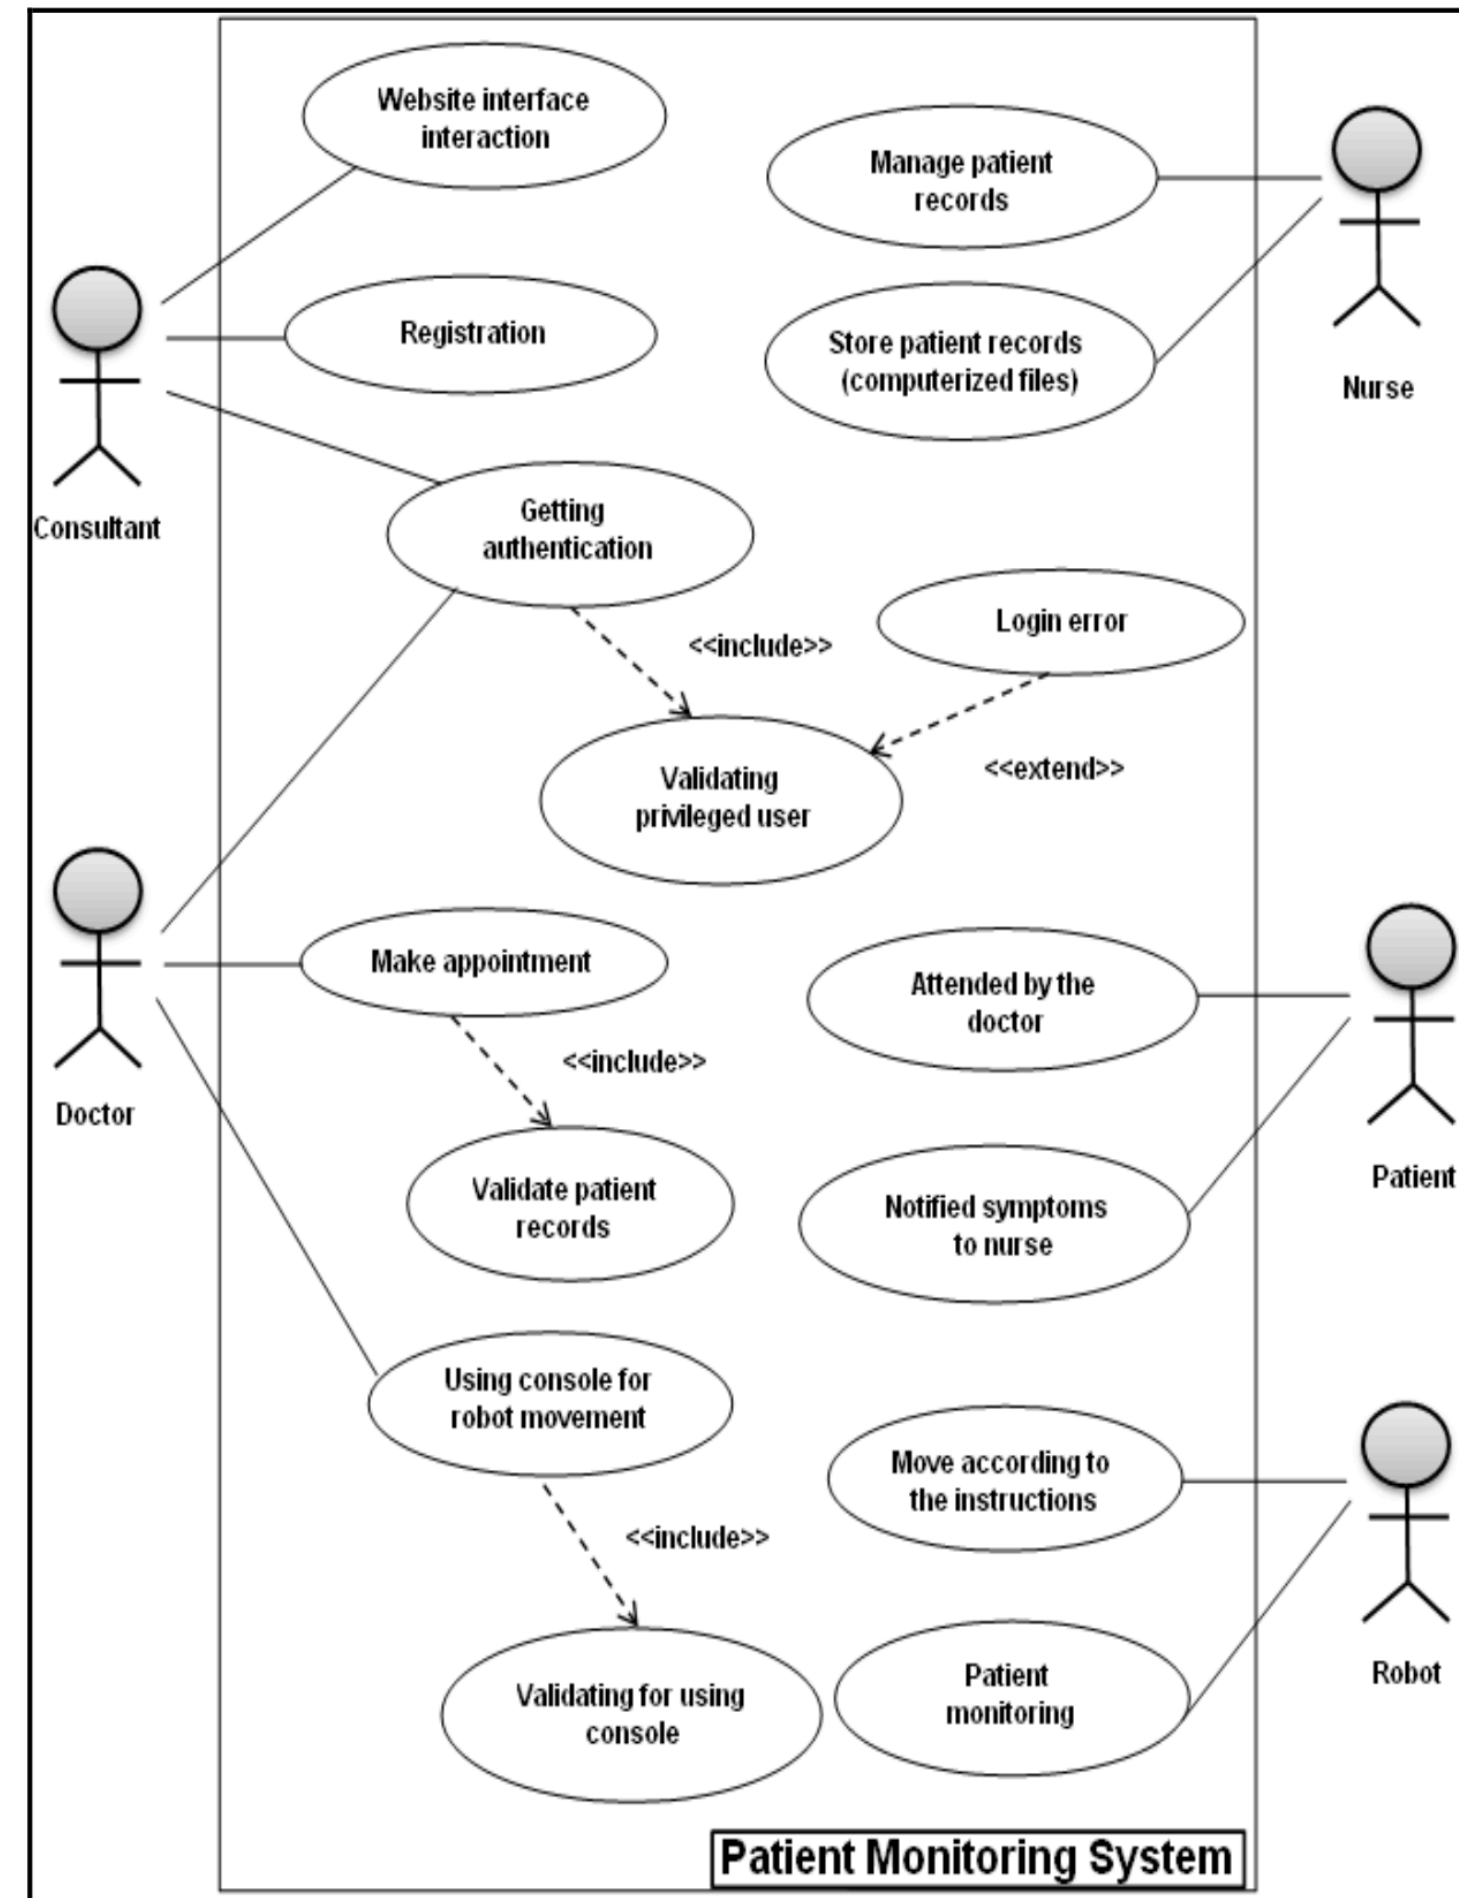 Website interface
interaction
Manage patient
records
Registration
Store patient records
(computerized files)
Nurse
Consultant
Getting
authentication
Login error
<<include>>
<<extend>>
Validating
privileged user
Make appointment
Attended by the
doctor
<<include>>
Doctor
Validate patient
records
Patient
Notified symptoms
to nurse
Using console for
robot movement
Move according to
the instructions
<<include>>
Robot
Validating for using
console
Patient
monitoring
Patient Monitoring System